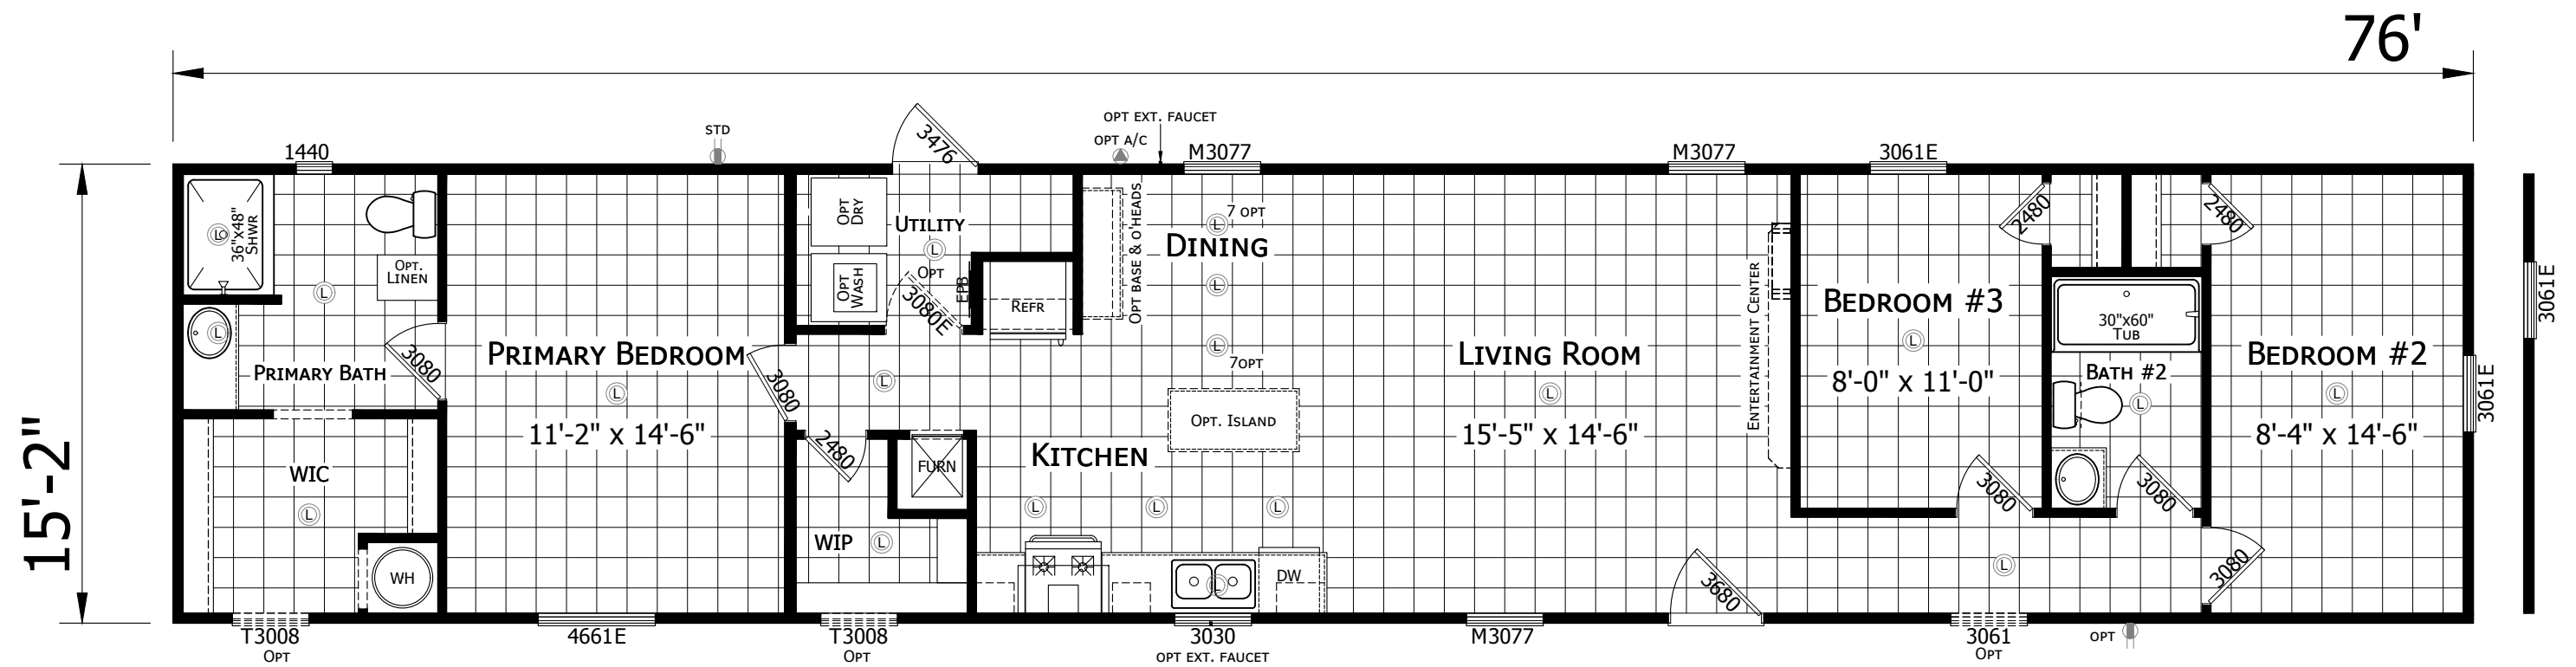 76'
15'-2"
STD
OPT EXT. FAUCET
OPT A/C
1440
3476
M3077
M3077
3061E
36"x48"
SHWR
L
L
OPT.
LINEN
L
PRIMARY BATH
3080
WIC
L
WH
PRIMARY BEDROOM
L
11'-2" x 14'-6"
3080
OPT
DRY
OPT
WASH
UTILITY
L
OPT
3080E
EPB
REFR
L
2480
FURN
WIP
L
OPT BASE & O'HEADS
7 OPT
L
DINING
L
L
7OPT
OPT. ISLAND
KITCHEN
L
L
L
L
DW
LIVING ROOM
L
15'-5" x 14'-6"
ENTERTAINMENT CENTER
3680
BEDROOM #3
L
8'-0" x 11'-0"
2480
3080
30"x60"
TUB
BATH #2
L
3080
L
2480
BEDROOM #2
L
8'-4" x 14'-6"
3080
3061E
3061E
T3008
OPT
4661E
T3008
OPT
3030
OPT EXT. FAUCET
M3077
3061
OPT
OPT